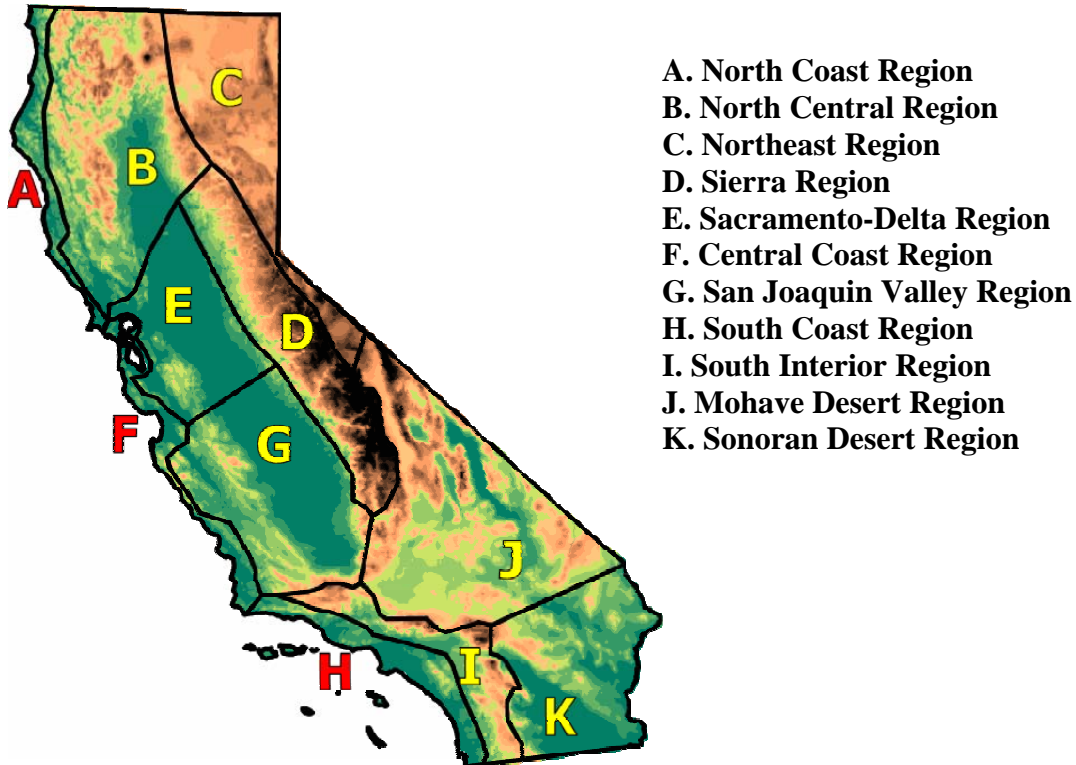 C
B
A
E
D
F
G
J
H
I
K
A. North Coast Region
B. North Central Region
C. Northeast Region
D. Sierra Region
E. Sacramento-Delta Region
F. Central Coast Region
G. San Joaquin Valley Region
H. South Coast Region
I. South Interior Region
J. Mohave Desert Region
K. Sonoran Desert Region